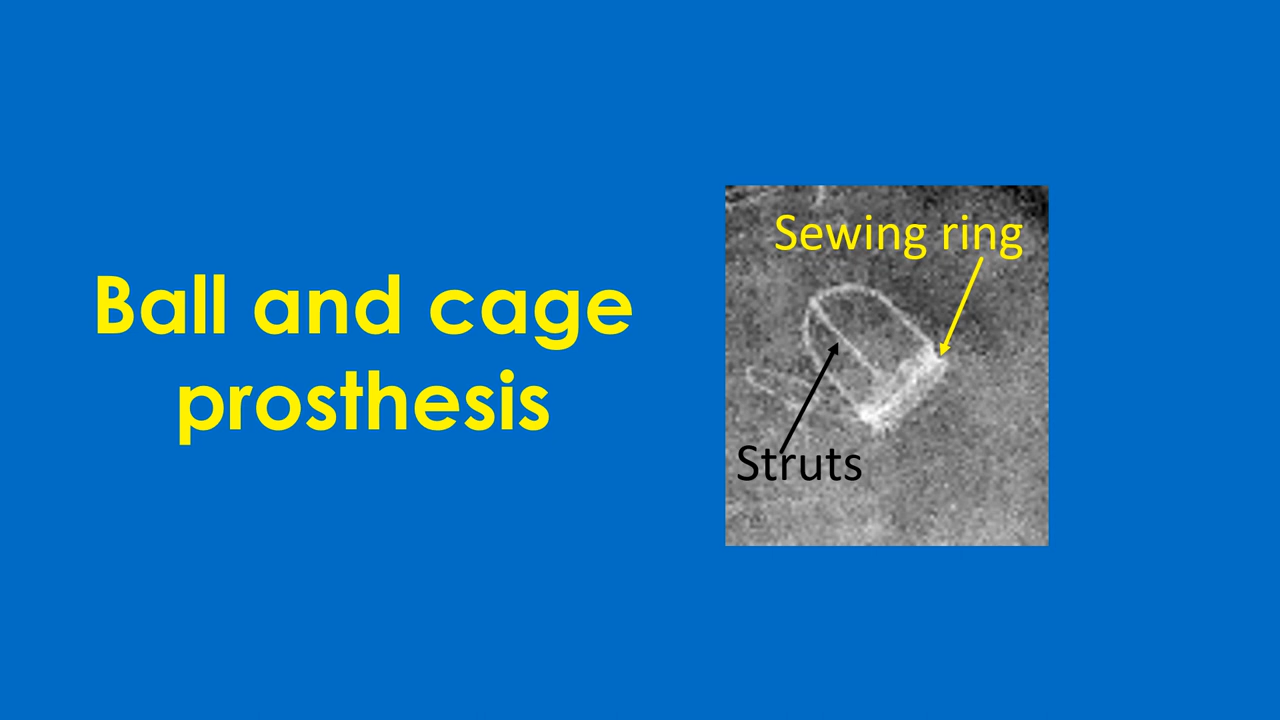 Ball and cage
prosthesis
Sewing ring
Struts